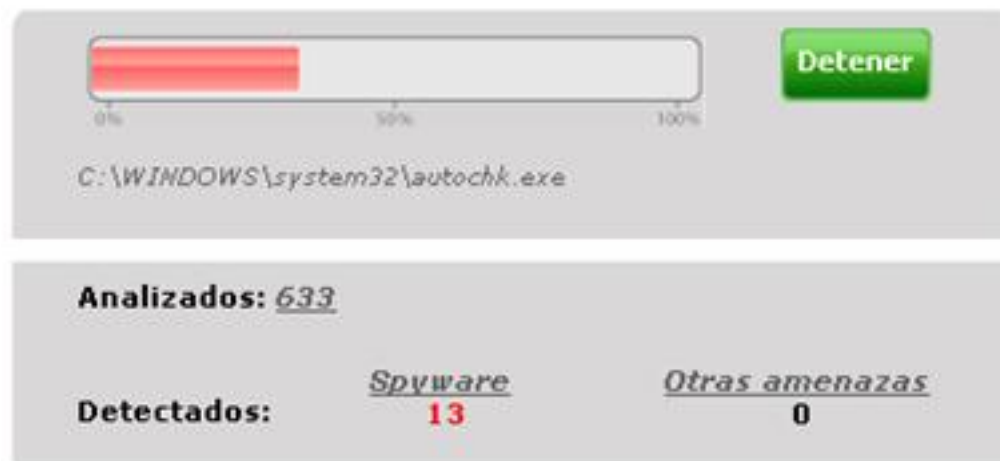 Detener
0% 50% 100%
C:\WINDOWS\system32\autochk.exe
Analizados: 633
Spyware Otras amenazas
Detectados: 13 0